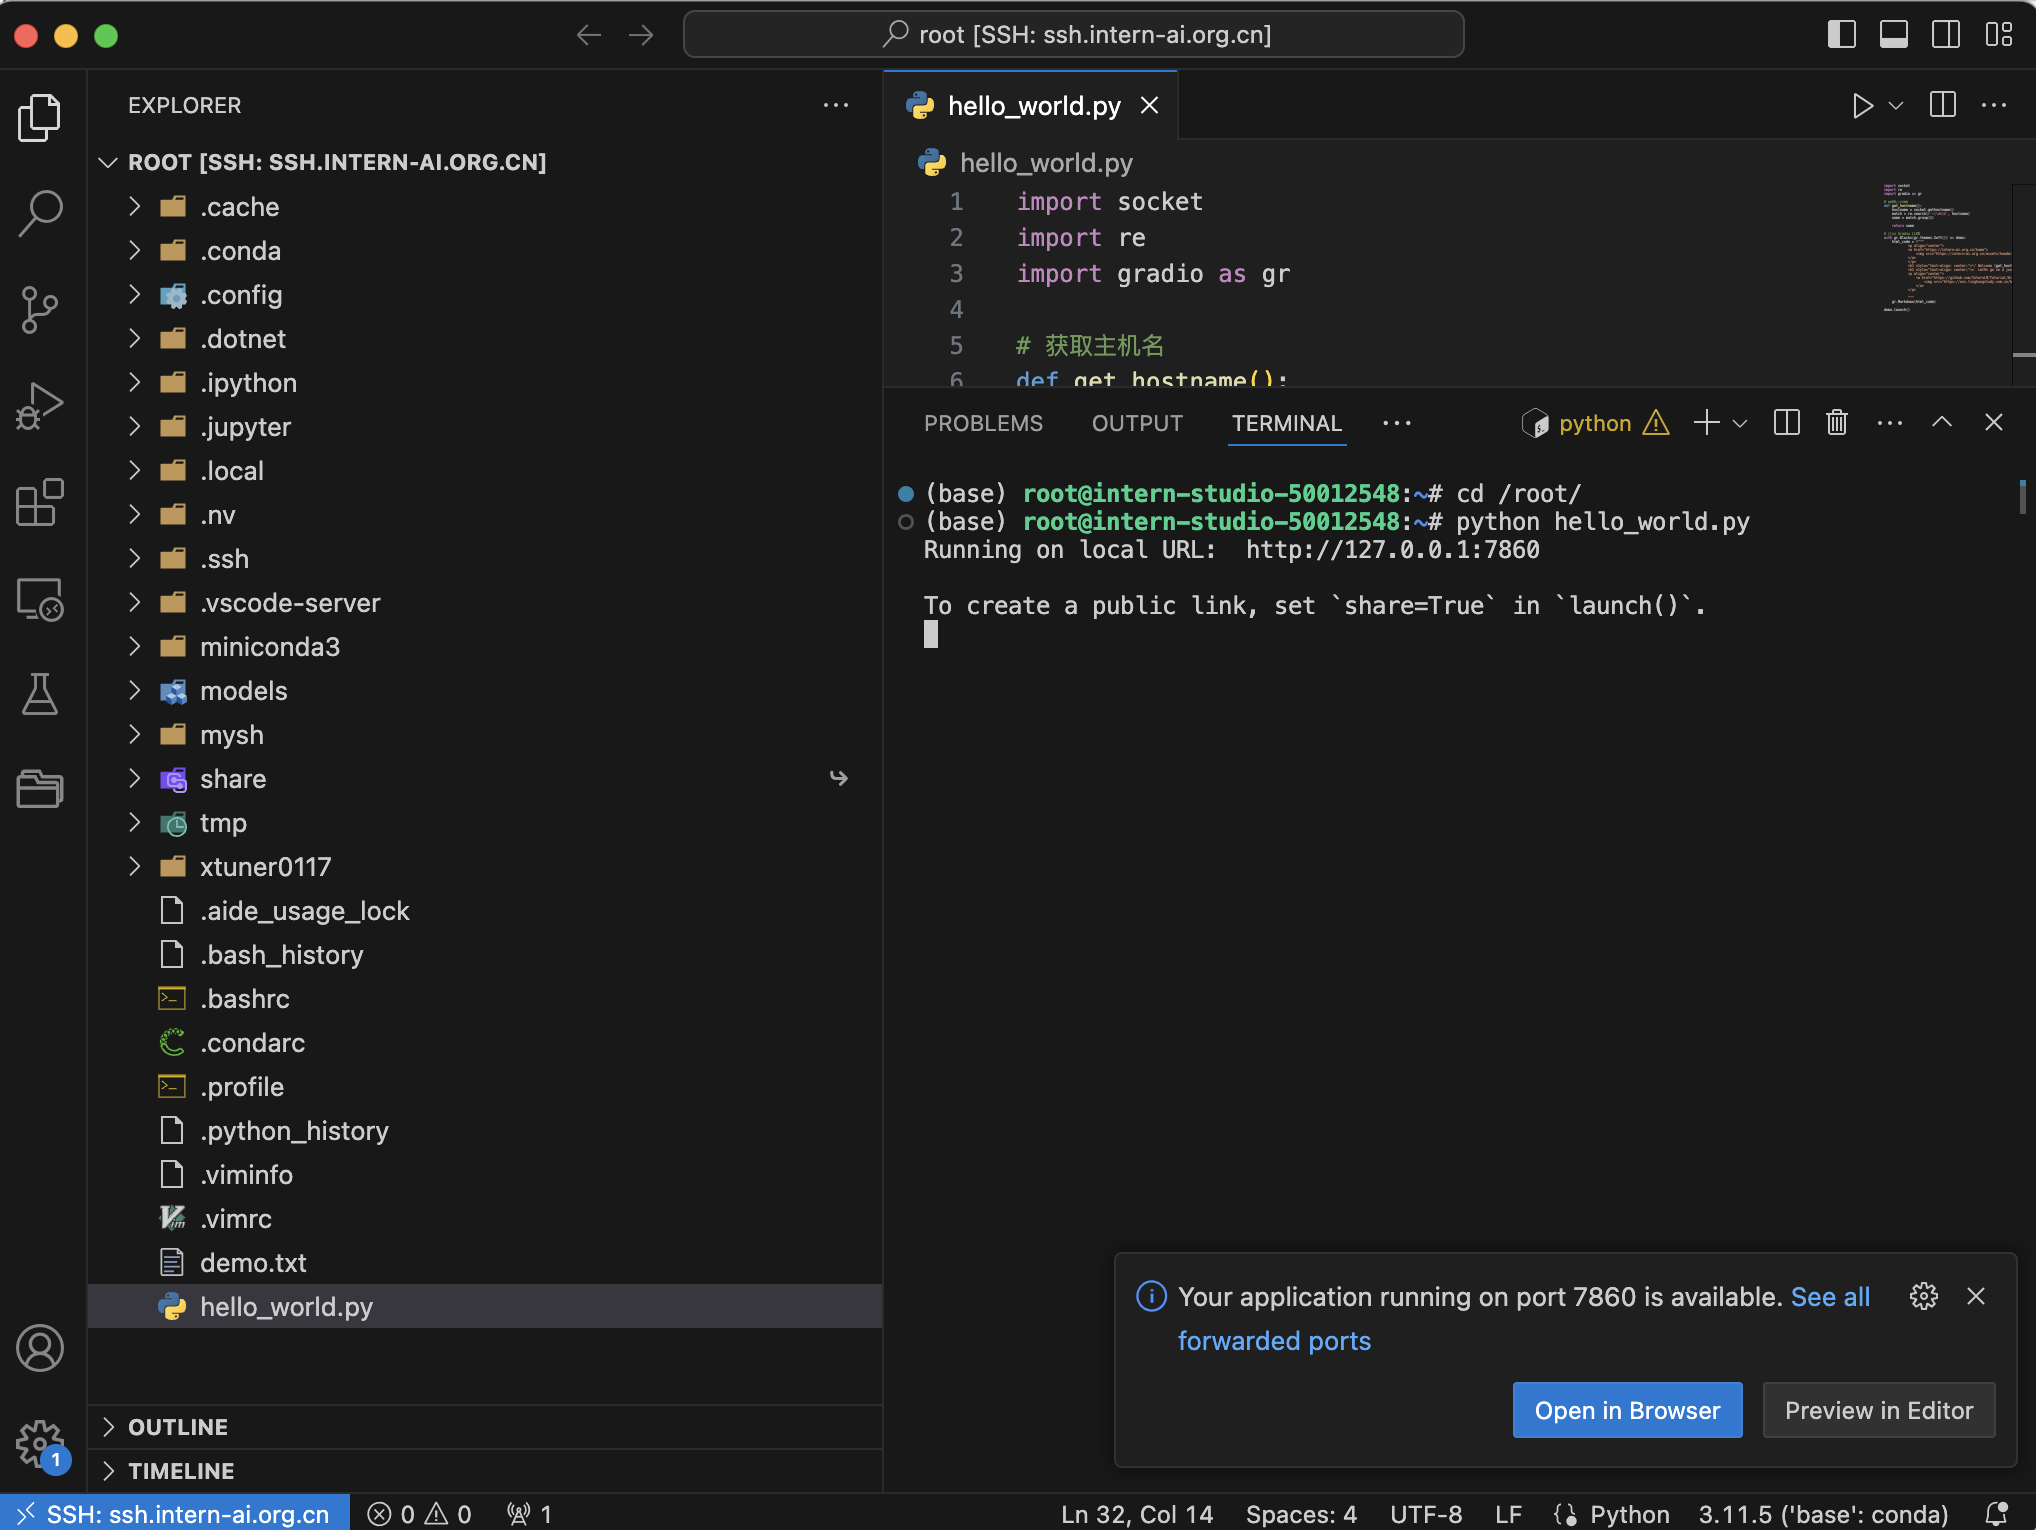 root [SSH: ssh.intern-ai.org.cn]
EXPLORER
ROOT [SSH: SSH.INTERN-AI.ORG.CN]
.cache
.conda
.config
.dotnet
.ipython
.jupyter
.local
.nv
.ssh
.vscode-server
miniconda3
models
mysh
share
tmp
xtuner0117
.aide_usage_lock
.bash_history
.bashrc
.condarc
.profile
.python_history
.viminfo
.vimrc
demo.txt
hello_world.py
OUTLINE
TIMELINE
hello_world.py
hello_world.py
1 import socket
2 import re
3 import gradio as gr
4
5 # 获取主机名
6 def get_hostname():
PROBLEMS OUTPUT TERMINAL
python
(base) root@intern-studio-50012548:~# cd /root/
(base) root@intern-studio-50012548:~# python hello_world.py
Running on local URL:  http://127.0.0.1:7860
To create a public link, set `share=True` in `launch()`.
Your application running on port 7860 is available. See all
forwarded ports
Open in Browser Preview in Editor
1
SSH: ssh.intern-ai.org.cn 0 0 1 Ln 32, Col 14 Spaces: 4 UTF-8 LF Python 3.11.5 ('base': conda)